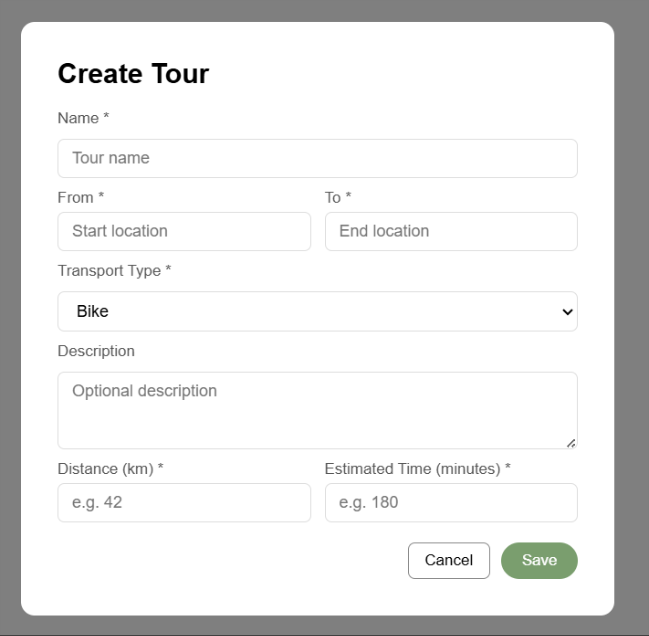 Create Tour
Name *
Tour name
From * To *
Start location End location
Transport Type *
Bike
Description
Optional description
Distance (km) * Estimated Time (minutes) *
e.g. 42 e.g. 180
Cancel Save